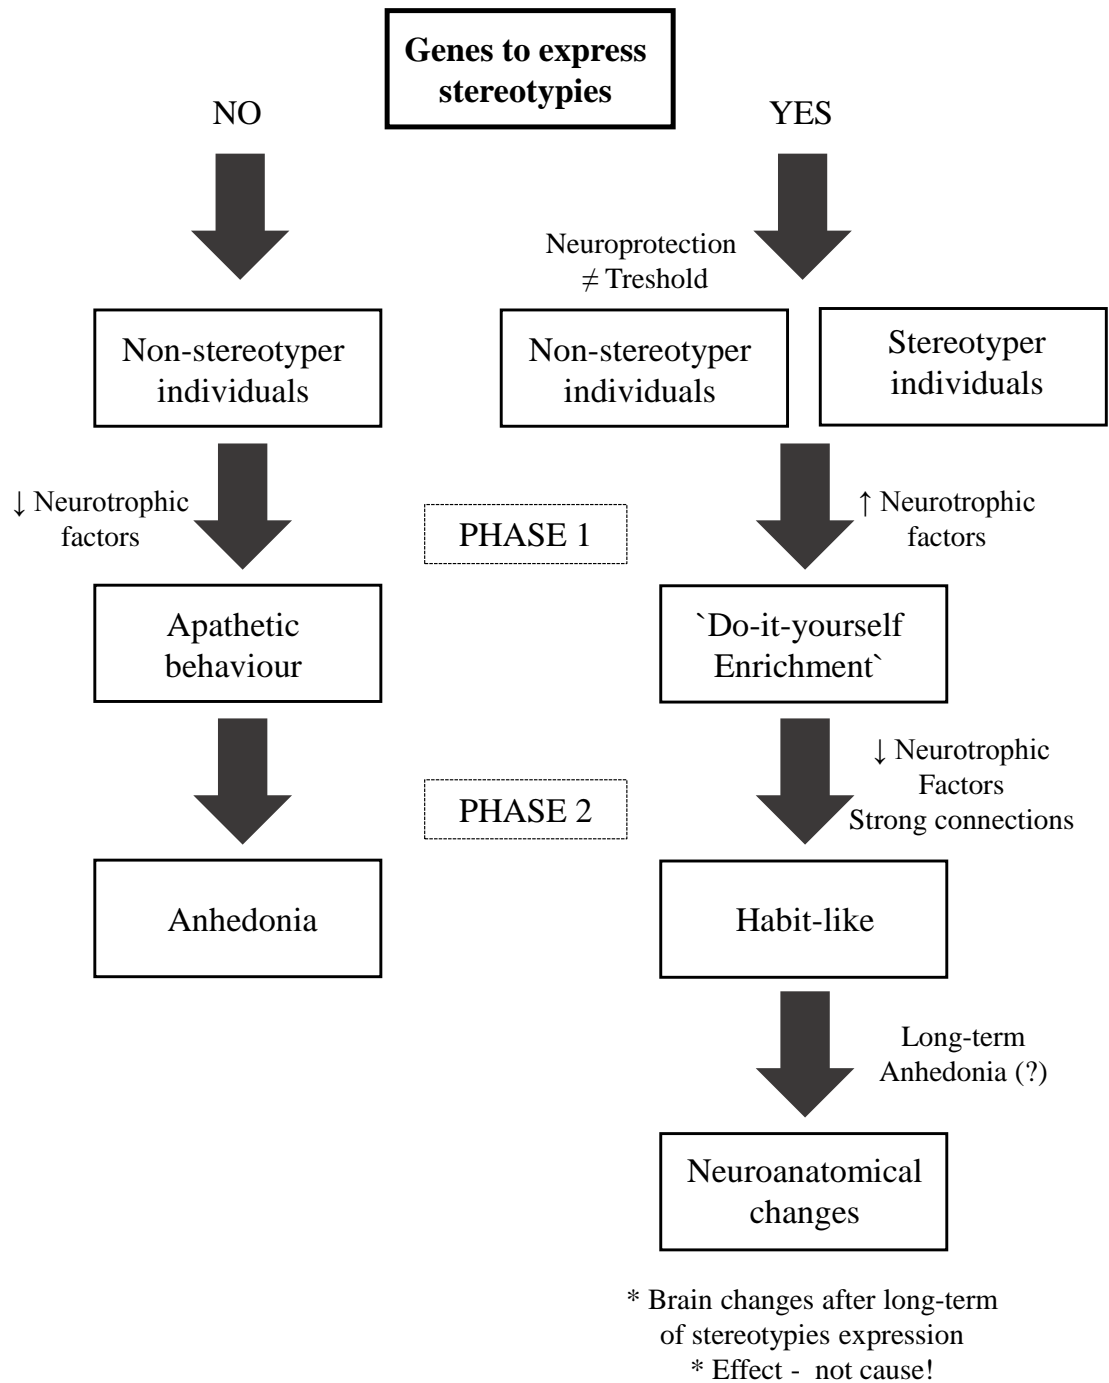 Genes to express
stereotypies
NO
YES
Neuroprotection
≠ Treshold
Non-stereotyper
individuals
Non-stereotyper
individuals
Stereotyper
individuals
↓ Neurotrophic
factors
PHASE 1
↑ Neurotrophic
factors
Apathetic
behaviour
`Do-it-yourself
Enrichment`
↓ Neurotrophic
Factors
Strong connections
PHASE 2
Anhedonia
Habit-like
Long-term
Anhedonia (?)
Neuroanatomical
changes
* Brain changes after long-term
of stereotypies expression
* Effect - not cause!